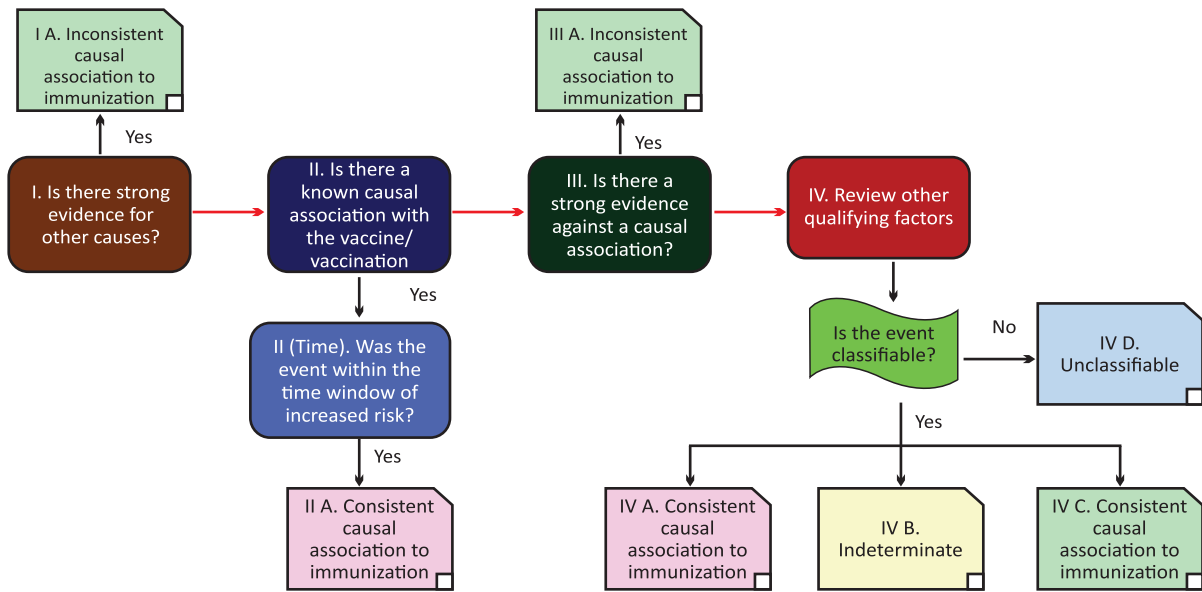 I A. Inconsistent
causal
association to
immunization
III A. Inconsistent
causal
association to
immunization
Yes
Yes
I. Is there strong
evidence for
other causes?
II. Is there a
known causal
association with
the vaccine/
vaccination
III. Is there a
strong evidence
against a causal
association?
IV. Review other
qualifying factors
Yes
II (Time). Was the
event within the
time window of
increased risk?
Is the event
classifiable?
No
IV D.
Unclassifiable
Yes
Yes
II A. Consistent
causal
association to
immunization
IV A. Consistent
causal
association to
immunization
IV B.
Indeterminate
IV C. Consistent
causal
association to
immunization